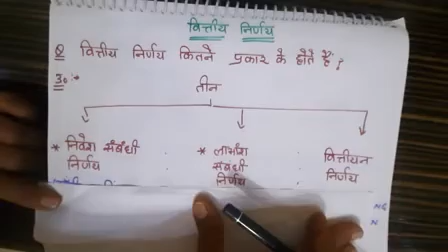 वित्तीय निर्णय
Q वित्तीय निर्णय कितने प्रकार के होते हैं ;
उ०:-
तीन
* निवेश संबंधी
निर्णय
* लाभांश
संबंधी
निर्णय
वित्तीयन
निर्णय